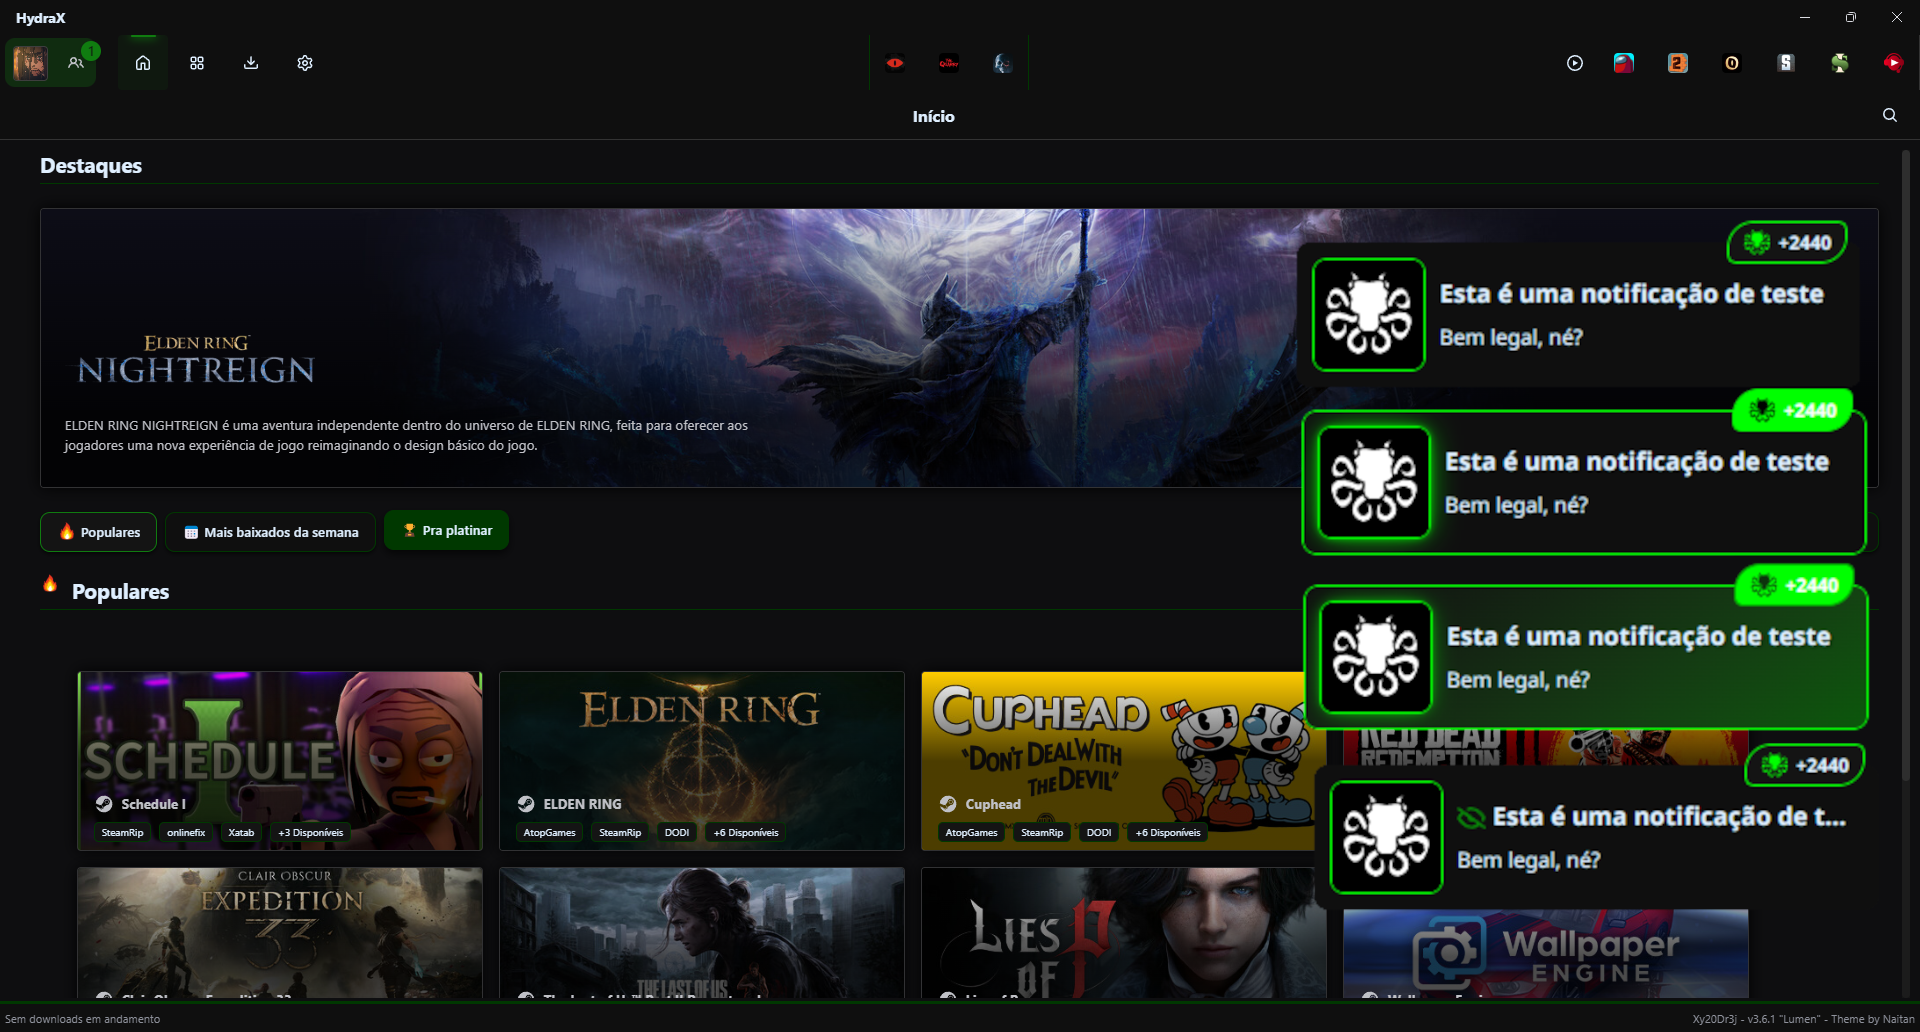 HydraX
1
Início
Destaques
ELDEN RING
NIGHTREIGN
ELDEN RING NIGHTREIGN é uma aventura independente dentro do universo de ELDEN RING, feita para oferecer aos
jogadores uma nova experiência de jogo reimaginando o design básico do jogo.
+2440
Esta é uma notificação de teste
Bem legal, né?
+2440
Esta é uma notificação de teste
Bem legal, né?
Populares
Mais baixados da semana
Pra platinar
Populares
+2440
Esta é uma notificação de teste
Bem legal, né?
+2440
Esta é uma notificação de t...
Bem legal, né?
I
SCHEDULE
Schedule I
SteamRip
onlinefix
Xatab
+3 Disponíveis
ELDEN RING
ELDEN RING
AtopGames
SteamRip
DODI
+6 Disponíveis
CUPHEAD
"DON'T DEAL WITH
THE DEVIL"
Cuphead
AtopGames
SteamRip
DODI
+6 Disponíveis
RED DEAD
REDEMPTION
CLAIR OBSCUR
EXPEDITION
33
THE LAST OF US
LIES
OF P
Wallpaper
ENGINE
Sem downloads em andamento
Xy20Dr3j - v3.6.1 "Lumen" - Theme by Naitan